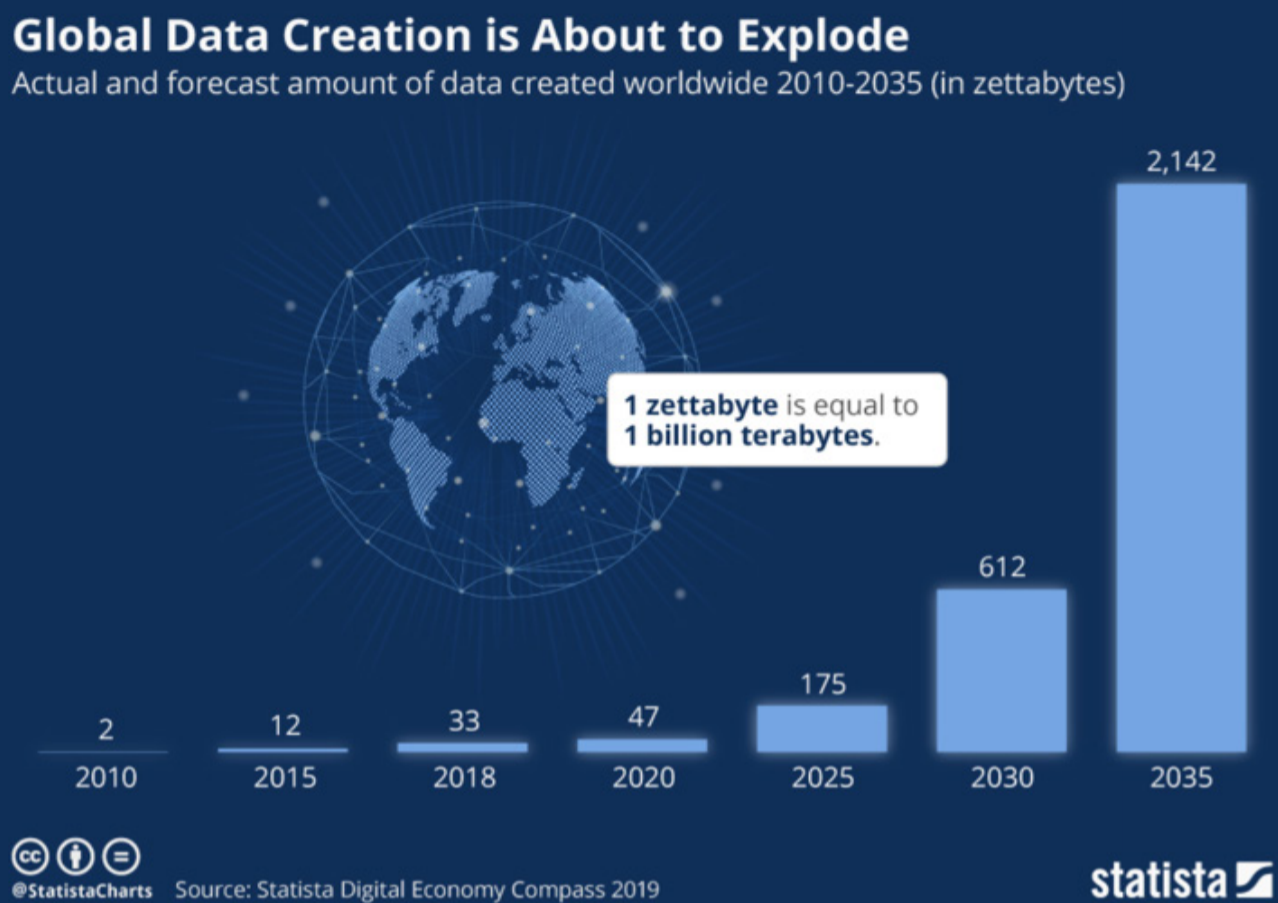 Global Data Creation is About to Explode
Actual and forecast amount of data created worldwide 2010-2035 (in zettabytes)
2,142
1 zettabyte is equal to
1 billion terabytes.
612
175
47
33
12
2
2010 2015 2018 2020 2025 2030 2035
cc
@StatistaCharts Source: Statista Digital Economy Compass 2019
statista